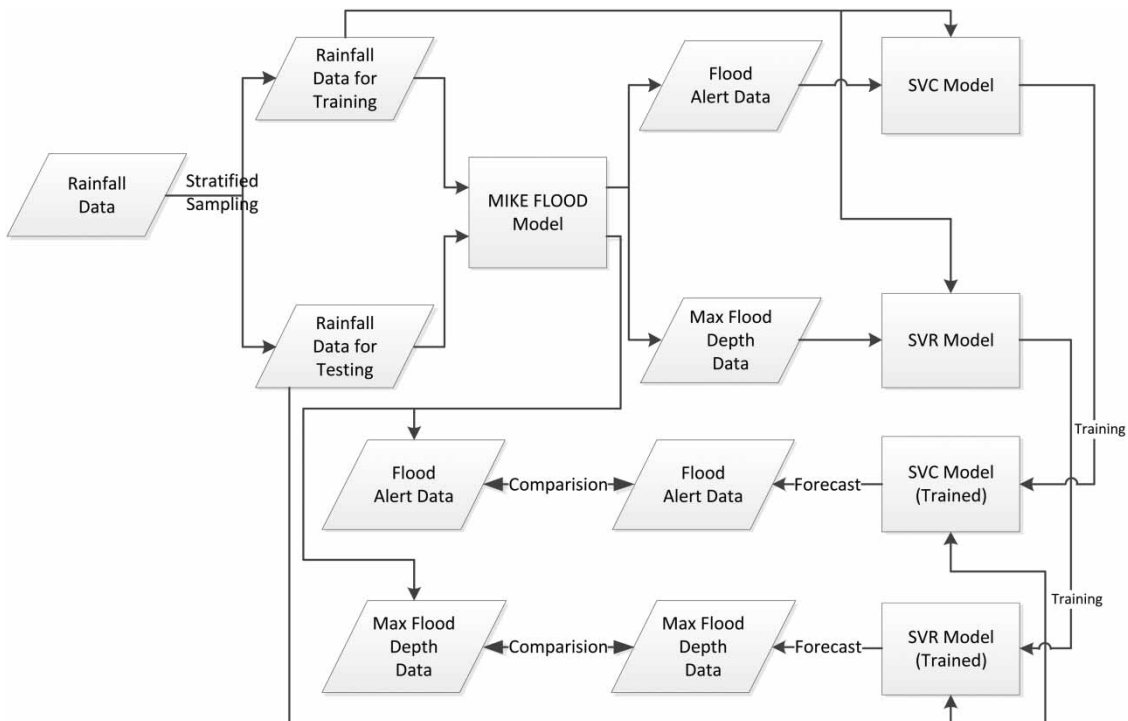 Rainfall
Data
Stratified
Sampling
Rainfall
Data for
Training
Rainfall
Data for
Testing
MIKE FLOOD
Model
Flood
Alert Data
SVC Model
Max Flood
Depth
Data
SVR Model
Training
Flood
Alert Data
Comparision
Flood
Alert Data
Forecast
SVC Model
(Trained)
Training
Max Flood
Depth
Data
Comparision
Max Flood
Depth
Data
Forecast
SVR Model
(Trained)